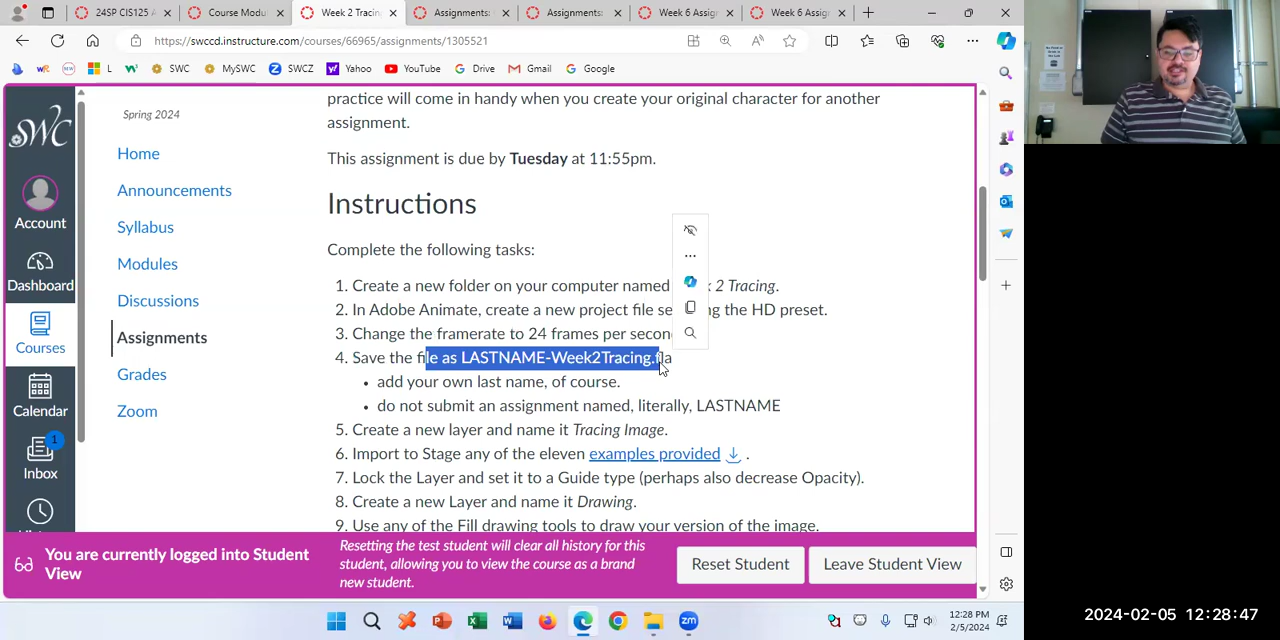 24SP CIS125
Course Modu
Week 2 Tracin
Assignments:
Assignments:
Week 6 Assig
Week 6 Assig
https://swccd.instructure.com/courses/66965/assignments/1305521
L
SWC
MySWC
SWCZ
Yahoo
YouTube
Drive
Gmail
Google
SWC
Account
Dashboard
Courses
Calendar
1
Inbox
Spring 2024
Home
Announcements
Syllabus
Modules
Discussions
Assignments
Grades
Zoom
practice will come in handy when you create your original character for another
assignment.
This assignment is due by Tuesday at 11:55pm.
Instructions
Complete the following tasks:
1. Create a new folder on your computer named k 2 Tracing.
2. In Adobe Animate, create a new project file se ng the HD preset.
3. Change the framerate to 24 frames per secon
4. Save the file as LASTNAME-Week2Tracing.fla
• add your own last name, of course.
• do not submit an assignment named, literally, LASTNAME
5. Create a new layer and name it Tracing Image.
6. Import to Stage any of the eleven examples provided .
7. Lock the Layer and set it to a Guide type (perhaps also decrease Opacity).
8. Create a new Layer and name it Drawing.
9. Use any of the Fill drawing tools to draw your version of the image.
You are currently logged into Student
View
Resetting the test student will clear all history for this
student, allowing you to view the course as a brand
new student.
Reset Student
Leave Student View
12:28 PM
2/5/2024
2024-02-05 12:28:47